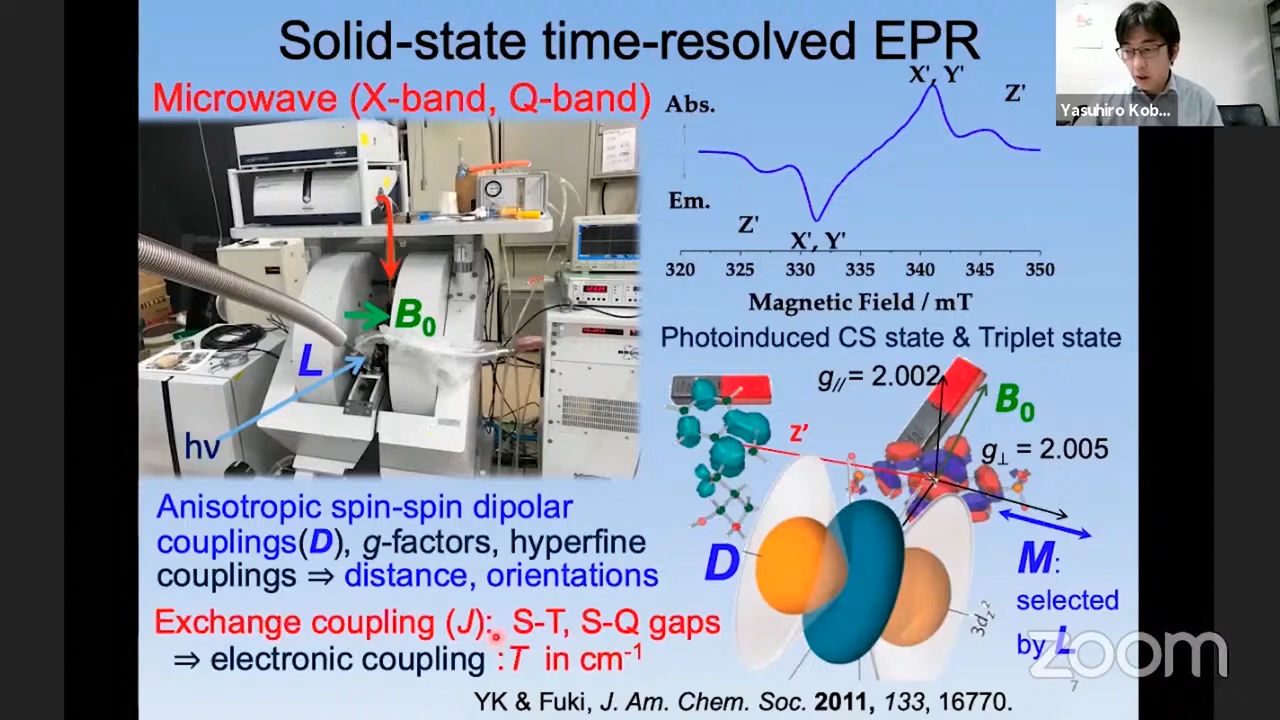 Solid-state time-resolved EPR
Microwave (X-band, Q-band)
B0
L
hν
Abs.
Em.
X', Y'
Z'
Z'
X', Y'
320 325 330 335 340 345 350
Magnetic Field / mT
Photoinduced CS state & Triplet state
g// = 2.002
B0
z'
g⊥ = 2.005
D
M:
selected
by L
3dz2
Anisotropic spin-spin dipolar
couplings(D), g-factors, hyperfine
couplings ⇒ distance, orientations
Exchange coupling (J): S-T, S-Q gaps
⇒ electronic coupling :T in cm-1
YK & Fuki, J. Am. Chem. Soc. 2011, 133, 16770.
7
Yasuhiro Kob...
zoom